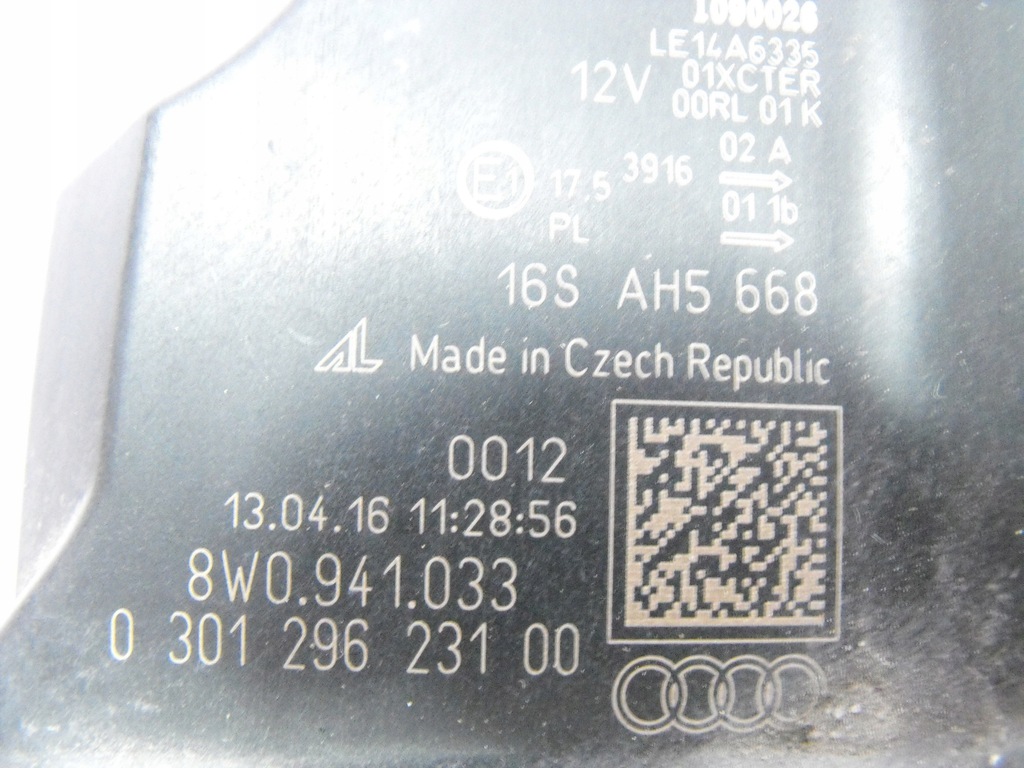 1090026
LE14A6335
12V 01XCTER
00RL 01K
02 A
E1 17,5 3916
01 1b
PL
16S AH5 668
AL Made in Czech Republic
0012
13.04.16 11:28:56
8W0.941.033
0 301 296 231 00